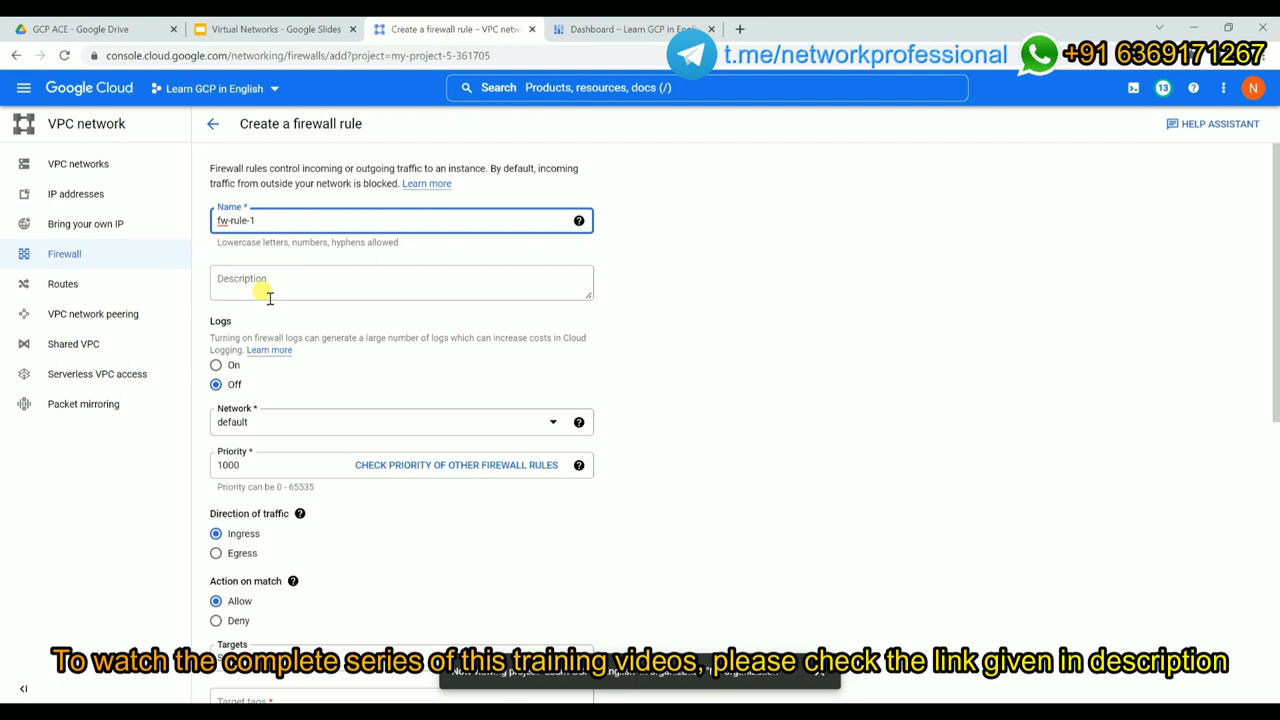 GCP ACE - Google Drive
Virtual Networks - Google Slides
Create a firewall rule – VPC netw
Dashboard – Learn GCP in Engli
console.cloud.google.com/networking/firewalls/add?project=my-project-5-361705
t.me/networkprofessional
+91 6369171267
Google Cloud
Learn GCP in English
Search Products, resources, docs (/)
13
N
VPC network
Create a firewall rule
HELP ASSISTANT
VPC networks
IP addresses
Bring your own IP
Firewall
Routes
VPC network peering
Shared VPC
Serverless VPC access
Packet mirroring
Firewall rules control incoming or outgoing traffic to an instance. By default, incoming
traffic from outside your network is blocked. Learn more
Name *
fw-rule-1
Lowercase letters, numbers, hyphens allowed
Description
Logs
Turning on firewall logs can generate a large number of logs which can increase costs in Cloud
Logging. Learn more
On
Off
Network *
default
Priority *
1000 CHECK PRIORITY OF OTHER FIREWALL RULES
Priority can be 0 - 65535
Direction of traffic
Ingress
Egress
Action on match
Allow
Deny
Targets
To watch the complete series of this training videos, please check the link given in description
Target tags *